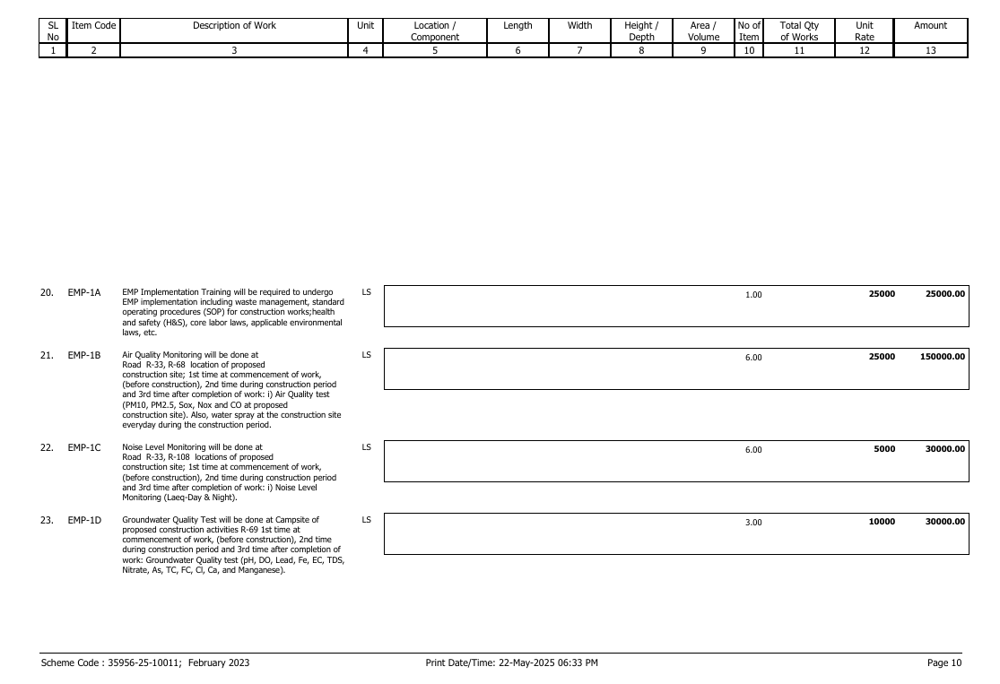 SL No Item Code Description of Work Unit Location / Component Length Width Height / Depth Area / Volume No of Item Total Qty of Works Unit Rate Amount
1 2 3 4 5 6 7 8 9 10 11 12 13
20. EMP-1A EMP Implementation Training will be required to undergo LS 1.00 25000 25000.00
EMP implementation including waste management, standard
operating procedures (SOP) for construction works;health
and safety (H&S), core labor laws, applicable environmental
laws, etc.
21. EMP-1B Air Quality Monitoring will be done at LS 6.00 25000 150000.00
Road R-33, R-68 location of proposed
construction site; 1st time at commencement of work,
(before construction), 2nd time during construction period
and 3rd time after completion of work: i) Air Quality test
(PM10, PM2.5, Sox, Nox and CO at proposed
construction site). Also, water spray at the construction site
everyday during the construction period.
22. EMP-1C Noise Level Monitoring will be done at LS 6.00 5000 30000.00
Road R-33, R-108 locations of proposed
construction site; 1st time at commencement of work,
(before construction), 2nd time during construction period
and 3rd time after completion of work: i) Noise Level
Monitoring (Laeq-Day & Night).
23. EMP-1D Groundwater Quality Test will be done at Campsite of LS 3.00 10000 30000.00
proposed construction activities R-69 1st time at
commencement of work, (before construction), 2nd time
during construction period and 3rd time after completion of
work: Groundwater Quality test (pH, DO, Lead, Fe, EC, TDS,
Nitrate, As, TC, FC, Cl, Ca, and Manganese).
Scheme Code : 35956-25-10011; February 2023 Print Date/Time: 22-May-2025 06:33 PM Page 10